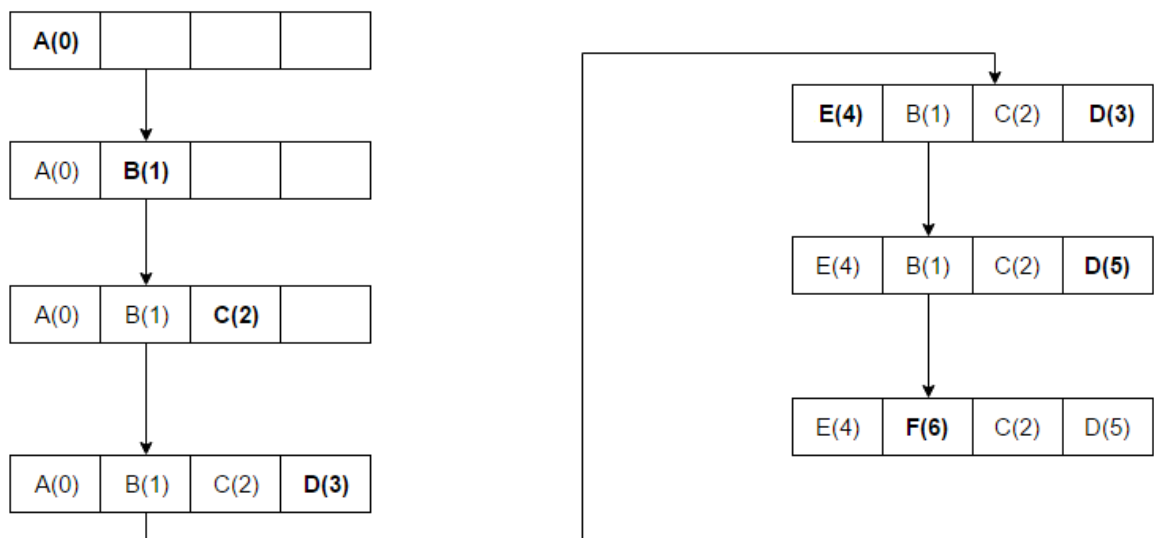 A(0)
A(0) B(1)
A(0) B(1) C(2)
A(0) B(1) C(2) D(3)
E(4) B(1) C(2) D(3)
E(4) B(1) C(2) D(5)
E(4) F(6) C(2) D(5)